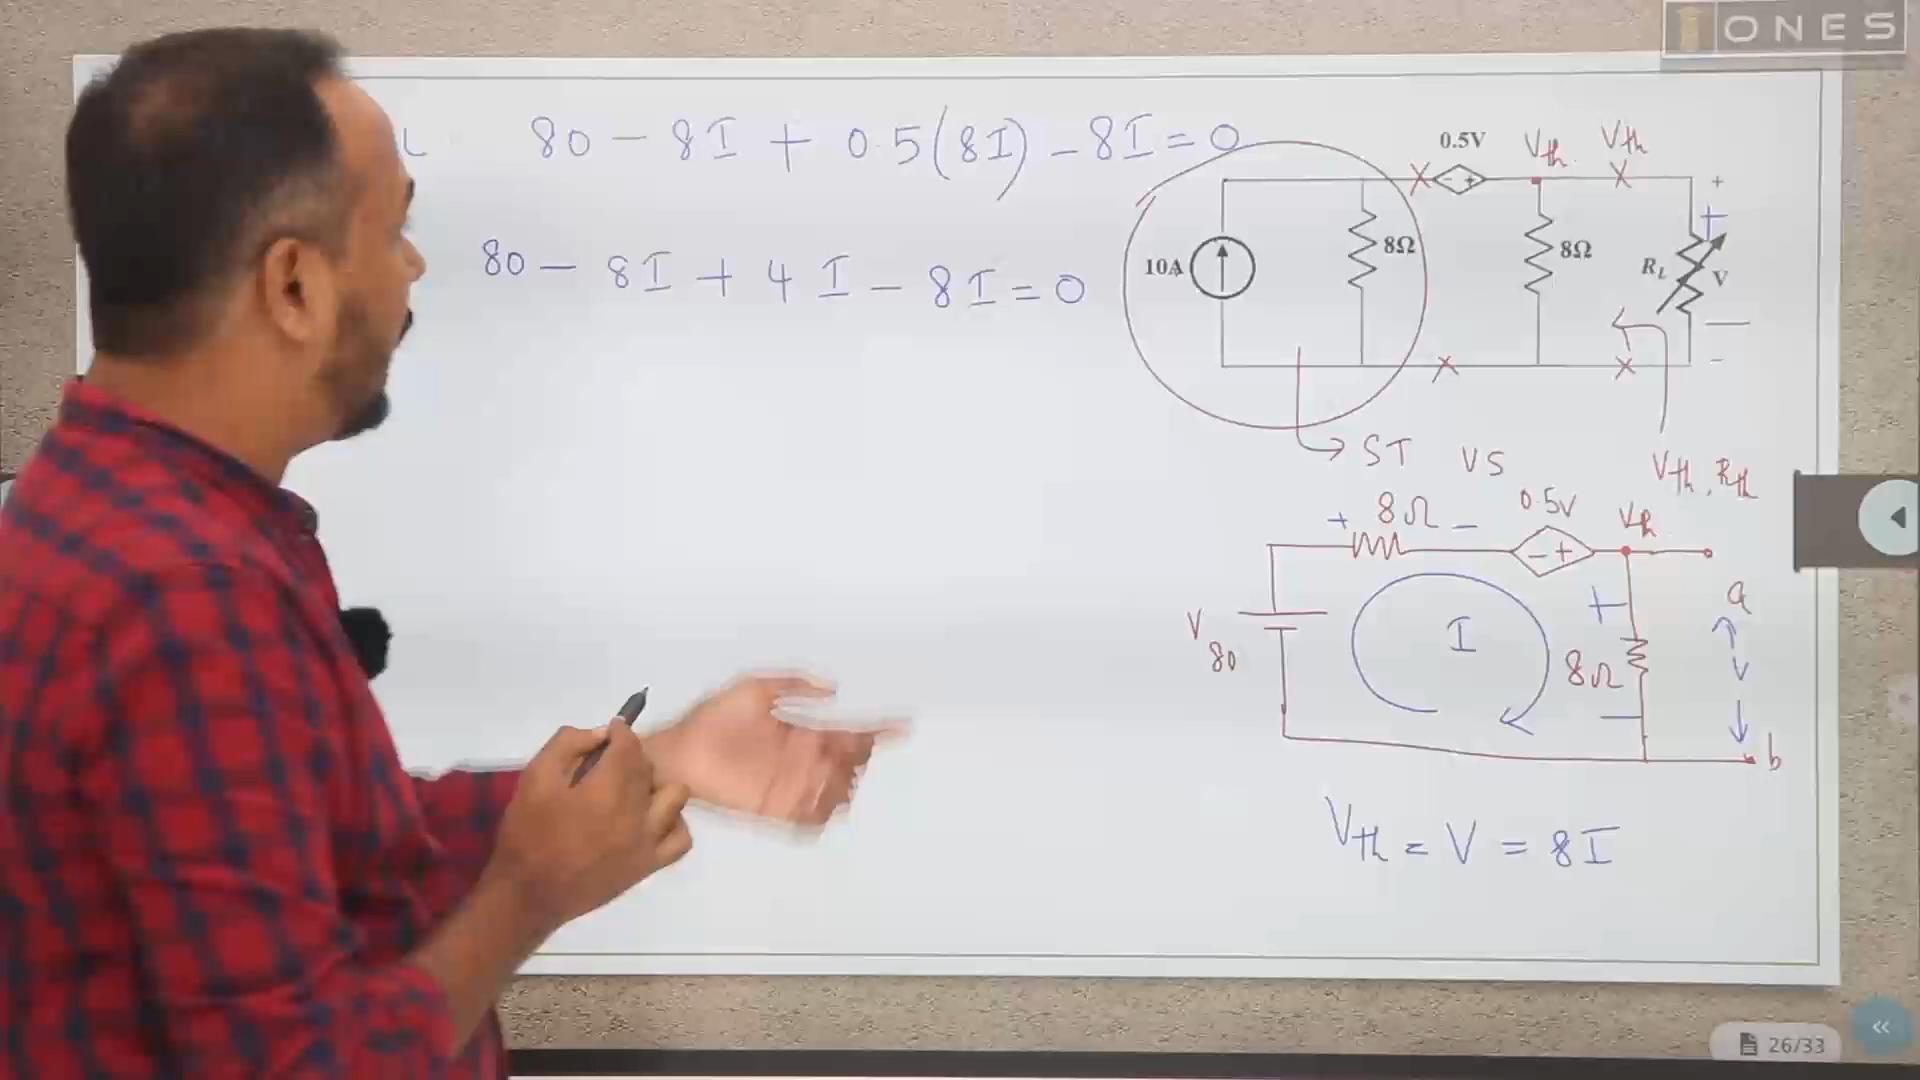 IONES
L 80 - 8I + 0.5(8I) - 8I = 0
80 - 8I + 4I - 8I = 0
0.5V Vth Vth
- +
+
+
10A 8Ω 8Ω RL V
-
ST VS
Vth, Rth
+ 8Ω - 0.5V Vth
- +
+ a
V 80 I 8Ω V
- b
Vth = V = 8I
26/33